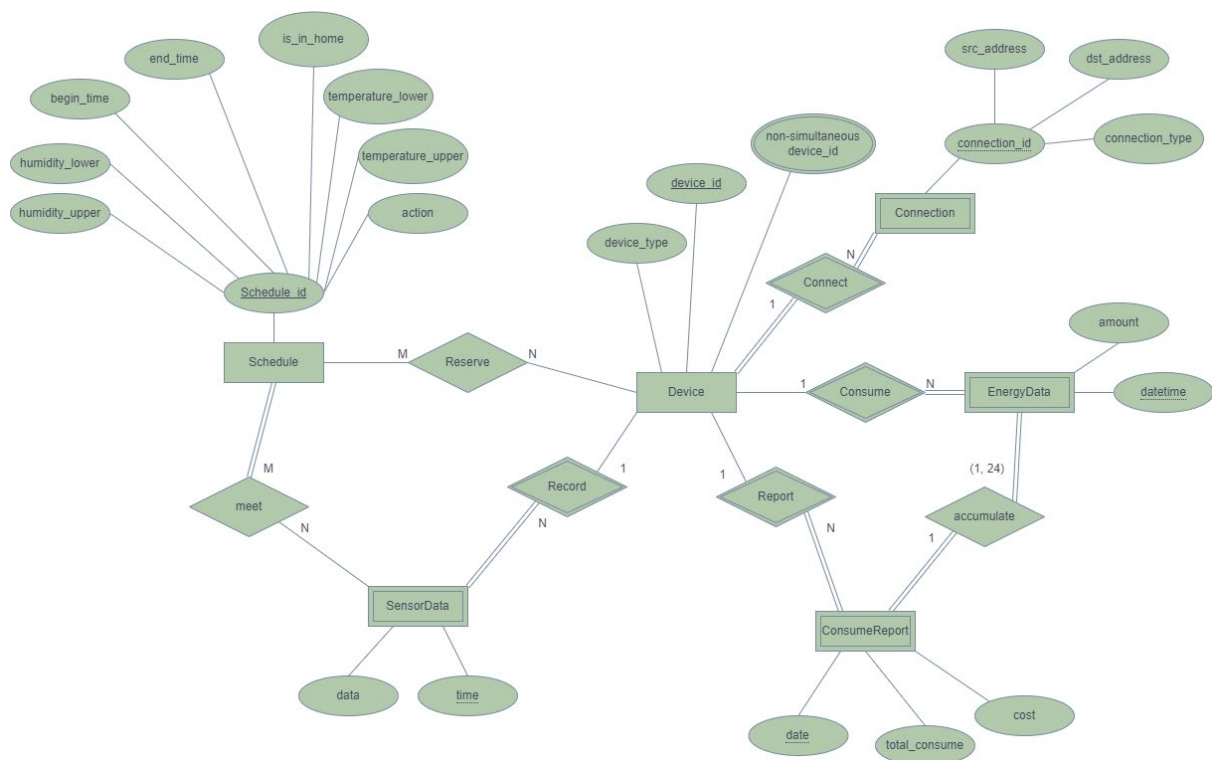 is_in_home
end_time
src_address
dst_address
begin_time
temperature_lower
non-simultaneous
device_id
connection_id
connection_type
humidity_lower
temperature_upper
device_id
humidity_upper
action
Connection
device_type
N
Connect
Schedule_id
1
amount
Schedule
M
Reserve
N
Device
1
Consume
N
EnergyData
datetime
M
1
1
(1, 24)
Record
Report
meet
accumulate
N
N
N
1
SensorData
ConsumeReport
data
time
date
total_consume
cost